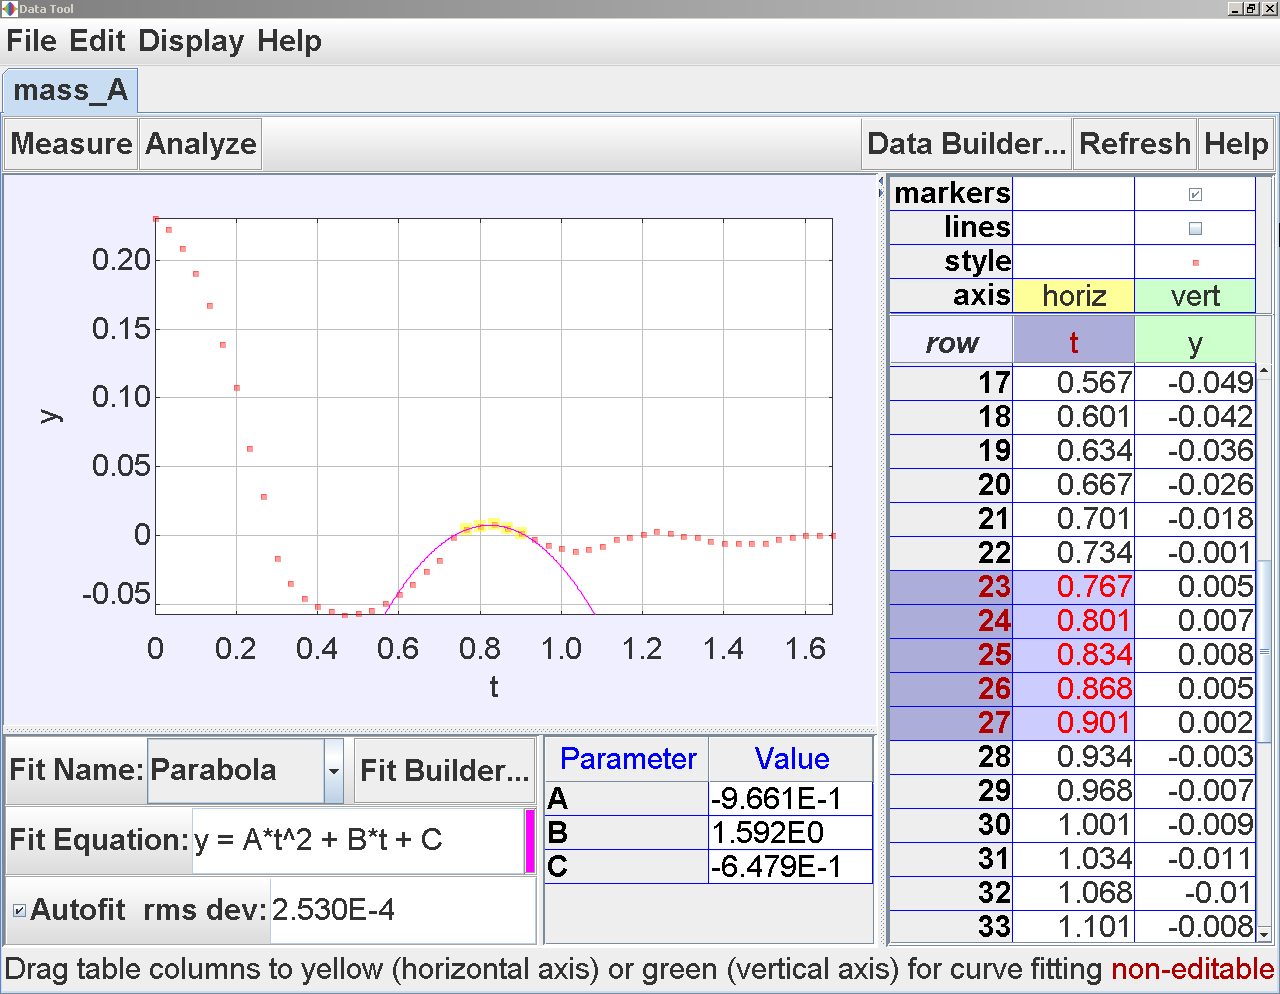 Data Tool
File Edit Display Help
mass_A
Measure Analyze Data Builder... Refresh Help
markers
lines
style
axis horiz vert
row t y
17 0.567 -0.049
18 0.601 -0.042
19 0.634 -0.036
20 0.667 -0.026
21 0.701 -0.018
22 0.734 -0.001
23 0.767 0.005
24 0.801 0.007
25 0.834 0.008
26 0.868 0.005
27 0.901 0.002
28 0.934 -0.003
29 0.968 -0.007
30 1.001 -0.009
31 1.034 -0.011
32 1.068 -0.01
33 1.101 -0.008
0.20
0.15
0.10
0.05
0
-0.05
y
0 0.2 0.4 0.6 0.8 1.0 1.2 1.4 1.6
t
Fit Name: Parabola Fit Builder...
Fit Equation: y = A*t^2 + B*t + C
Autofit rms dev: 2.530E-4
Parameter Value
A -9.661E-1
B 1.592E0
C -6.479E-1
Drag table columns to yellow (horizontal axis) or green (vertical axis) for curve fitting non-editable